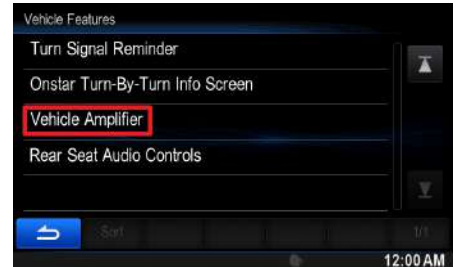 Vehicle Features
Turn Signal Reminder
Onstar Turn-By-Turn Info Screen
Vehicle Amplifier
Rear Seat Audio Controls
Sort
1/1
12:00 AM